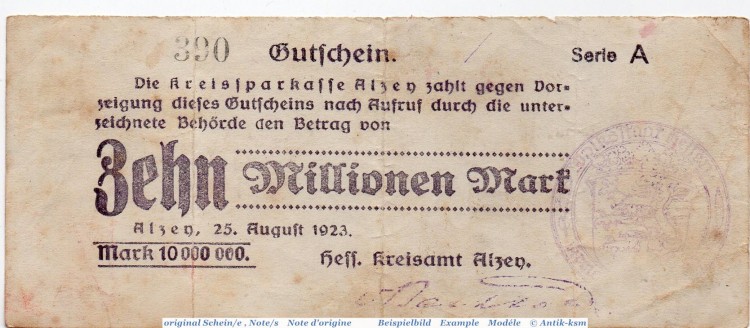 390 Gutschein. Serie A
Die Kreissparkasse Alzey zahlt gegen Vor-
zeigung dieses Gutscheins nach Aufruf durch die unter-
zeichnete Behörde den Betrag von
Zehn Millionen Mark
Alzey, 25. August 1923.
Mark 10 000 000. Hess. Kreisamt Alzey.
original Schein/e , Note/s Note d'origine Beispielbild Example Modéle © Antik-ksm